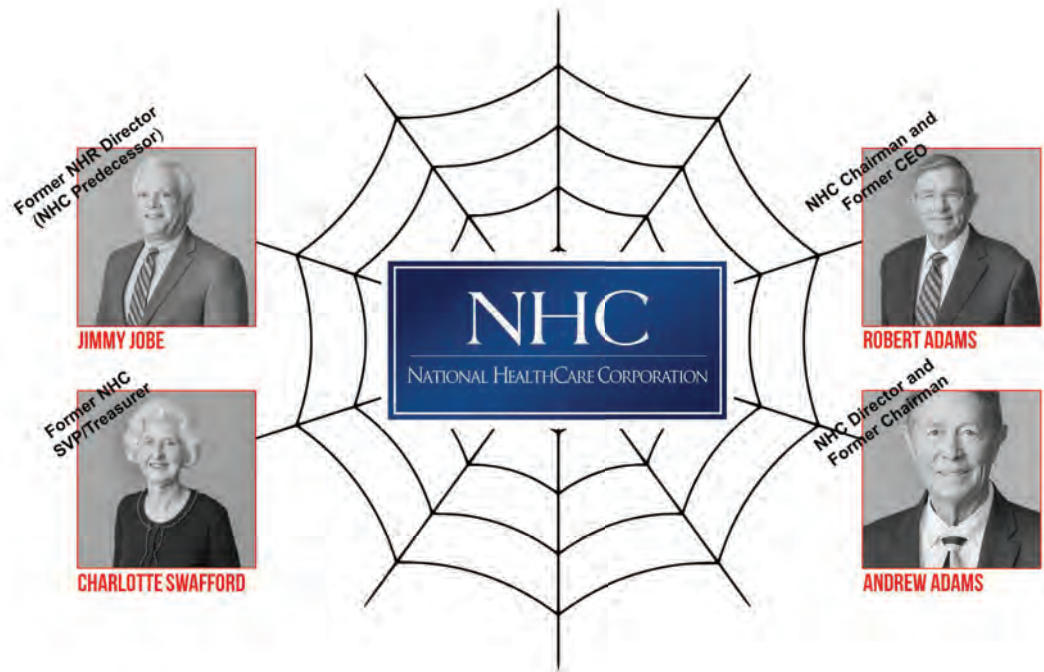 Former NHR Director
(NHC Predecessor)
JIMMY JOBE
NHC Chairman and
Former CEO
ROBERT ADAMS
NHC
NATIONAL HEALTHCARE CORPORATION
Former NHC
SVP/Treasurer
CHARLOTTE SWAFFORD
NHC Director and
Former Chairman
ANDREW ADAMS